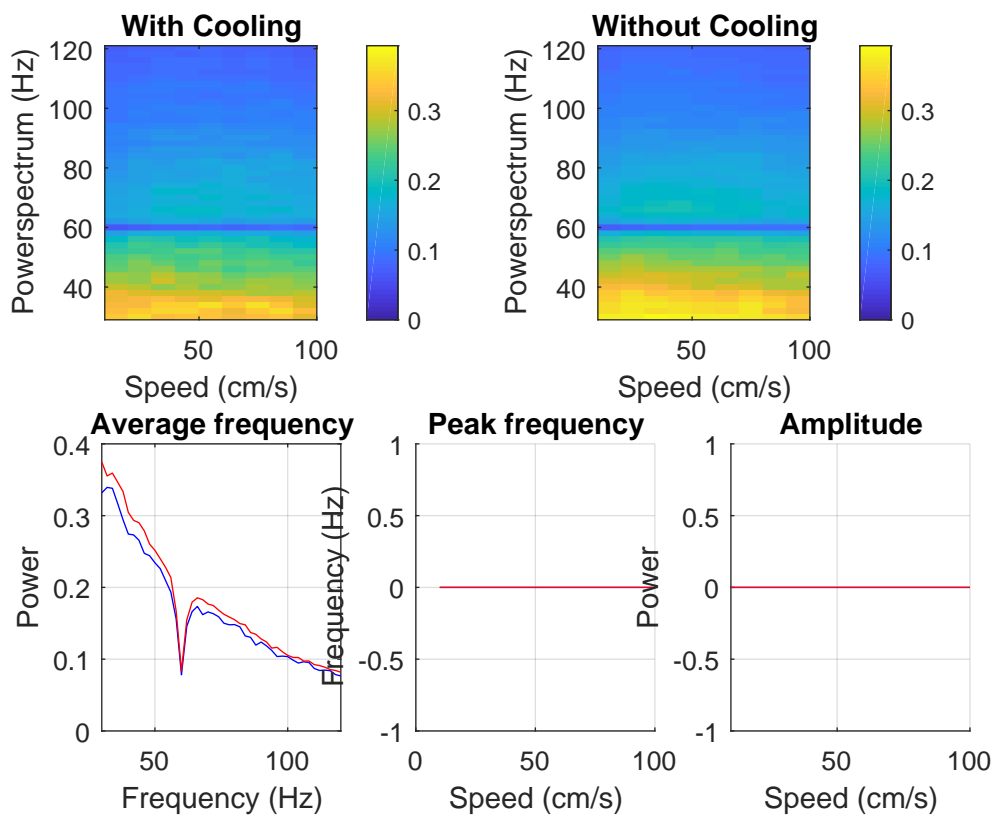 With Cooling
Powerspectrum (Hz)
120
100
80
60
40
50
100
Speed (cm/s)
0.3
0.2
0.1
0
Without Cooling
Powerspectrum (Hz)
120
100
80
60
40
50
100
Speed (cm/s)
0.3
0.2
0.1
0
Average frequency
Power
0.4
0.3
0.2
0.1
0
50
100
Frequency (Hz)
Peak frequency
Frequency (Hz)
1
0.5
0
-0.5
-1
0
50
100
Speed (cm/s)
Amplitude
Power
1
0.5
0
-0.5
-1
50
100
Speed (cm/s)